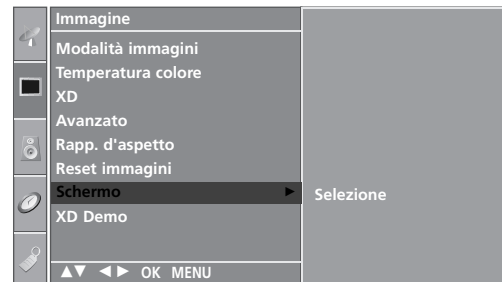 Immagine
Modalità immagini
Temperatura colore
XD
Avanzato
Rapp. d'aspetto
Reset immagini
Schermo ▶ Selezione
XD Demo
▲▼ ◀ ▶ OK MENU